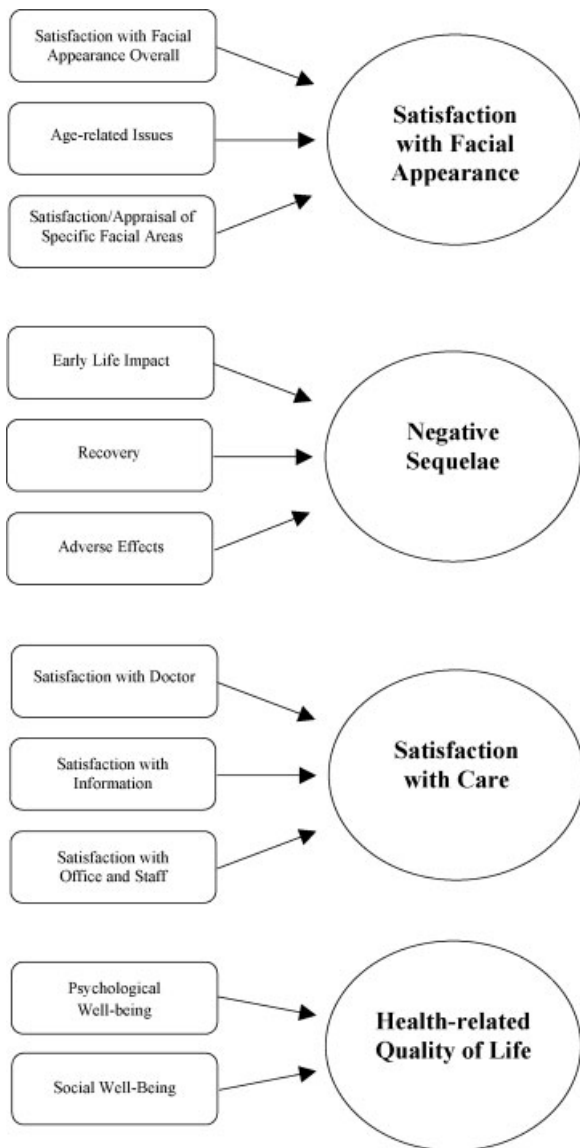 Satisfaction with Facial
Appearance Overall
Age-related Issues
Satisfaction/Appraisal of
Specific Facial Areas
Satisfaction
with Facial
Appearance
Early Life Impact
Recovery
Adverse Effects
Negative
Sequelae
Satisfaction with Doctor
Satisfaction with
Information
Satisfaction with
Office and Staff
Satisfaction
with Care
Psychological
Well-being
Social Well-Being
Health-related
Quality of Life